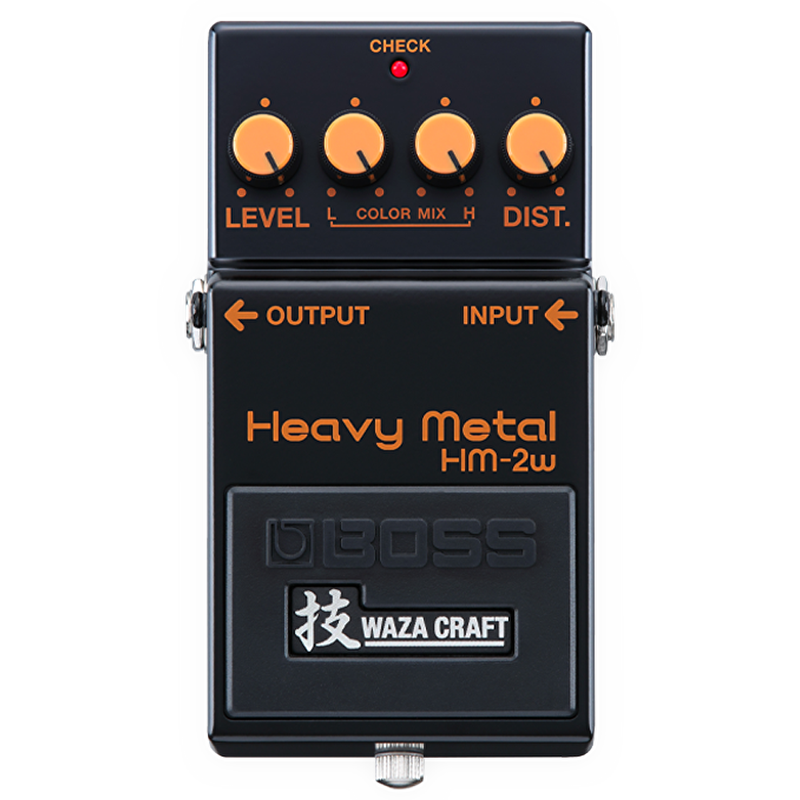 CHECK
LEVEL L COLOR MIX H DIST.
OUTPUT INPUT
Heavy Metal
HM-2w
BOSS
技 WAZA CRAFT